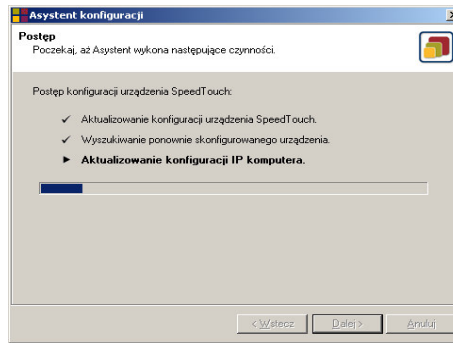 Asystent konfiguracji
Postęp
Poczekaj, aż Asystent wykona następujące czynności.
Postęp konfiguracji urządzenia SpeedTouch:
Aktualizowanie konfiguracji urządzenia SpeedTouch.
Wyszukiwanie ponownie skonfigurowanego urządzenia.
Aktualizowanie konfiguracji IP komputera.
< Wstecz Dalej > Anuluj